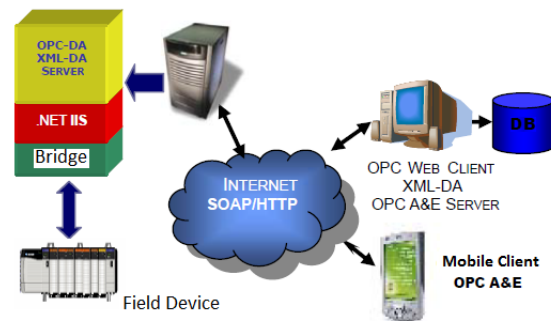 OPC-DA
XML-DA
SERVER
.NET IIS
Bridge
Field Device
INTERNET
SOAP/HTTP
OPC WEB CLIENT
XML-DA
OPC A&E SERVER
DB
Mobile Client
OPC A&E